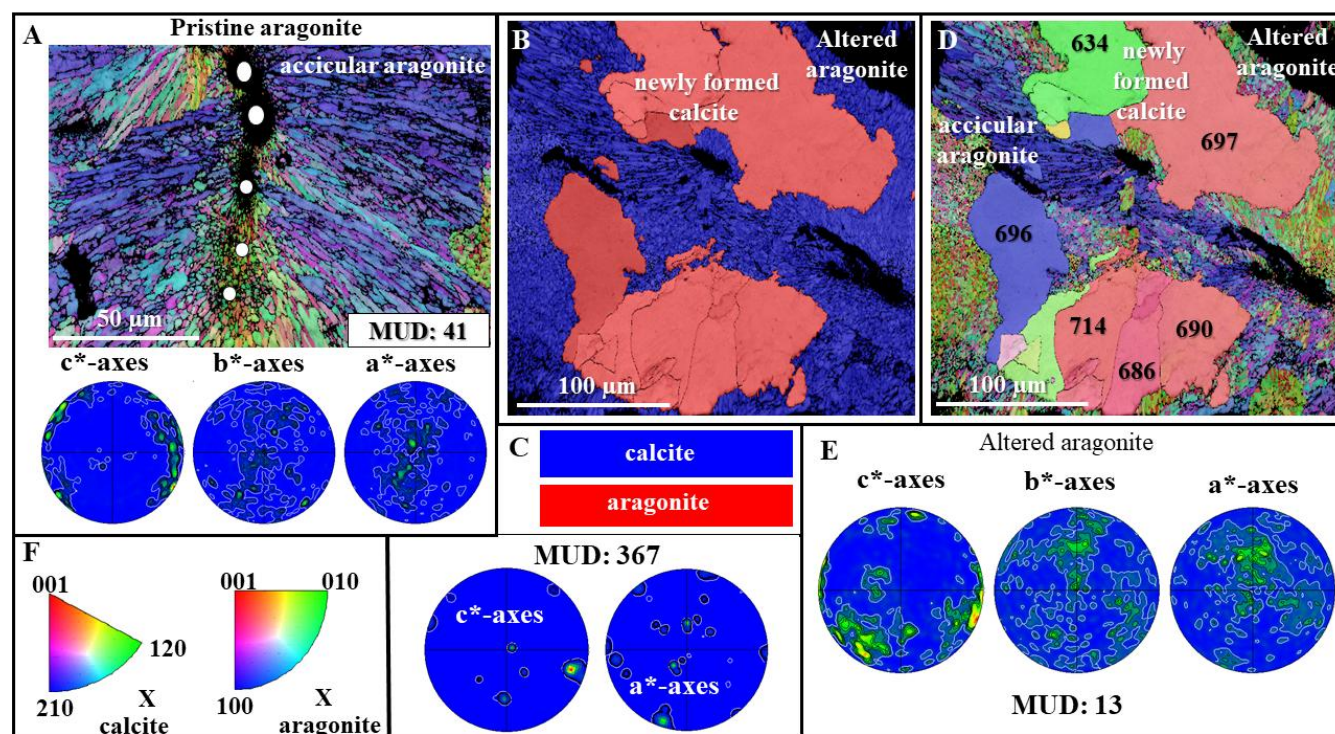 A
Pristine aragonite
accicular aragonite
50 µm
MUD: 41
c*-axes b*-axes a*-axes
B
Altered
aragonite
newly formed
calcite
100 µm
D
634
newly
formed
calcite
Altered
aragonite
accicular
aragonite
697
696
714
686
690
100 µm
C
calcite
aragonite
E
Altered aragonite
c*-axes b*-axes a*-axes
MUD: 13
F
001
120
210
X
calcite
001 010
100
X
aragonite
MUD: 367
c*-axes
a*-axes